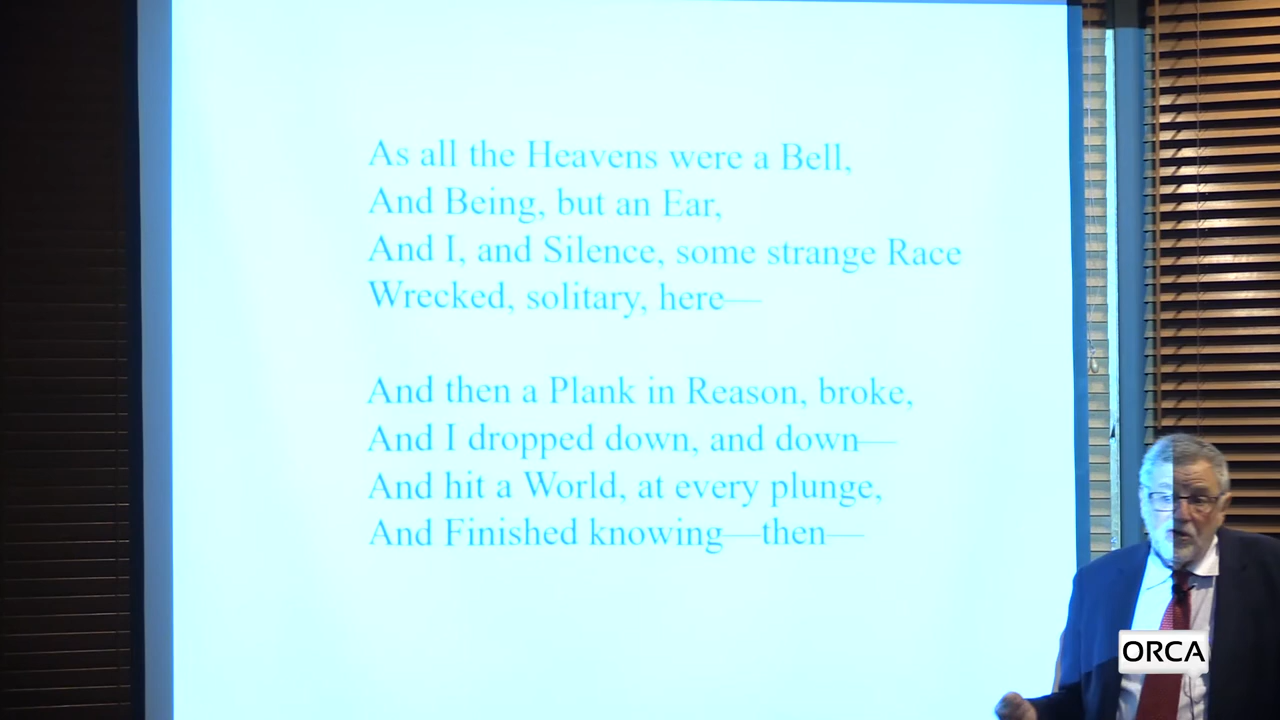 As all the Heavens were a Bell,
And Being, but an Ear,
And I, and Silence, some strange Race
Wrecked, solitary, here—
And then a Plank in Reason, broke,
And I dropped down, and down—
And hit a World, at every plunge,
And Finished knowing—then—
ORCA